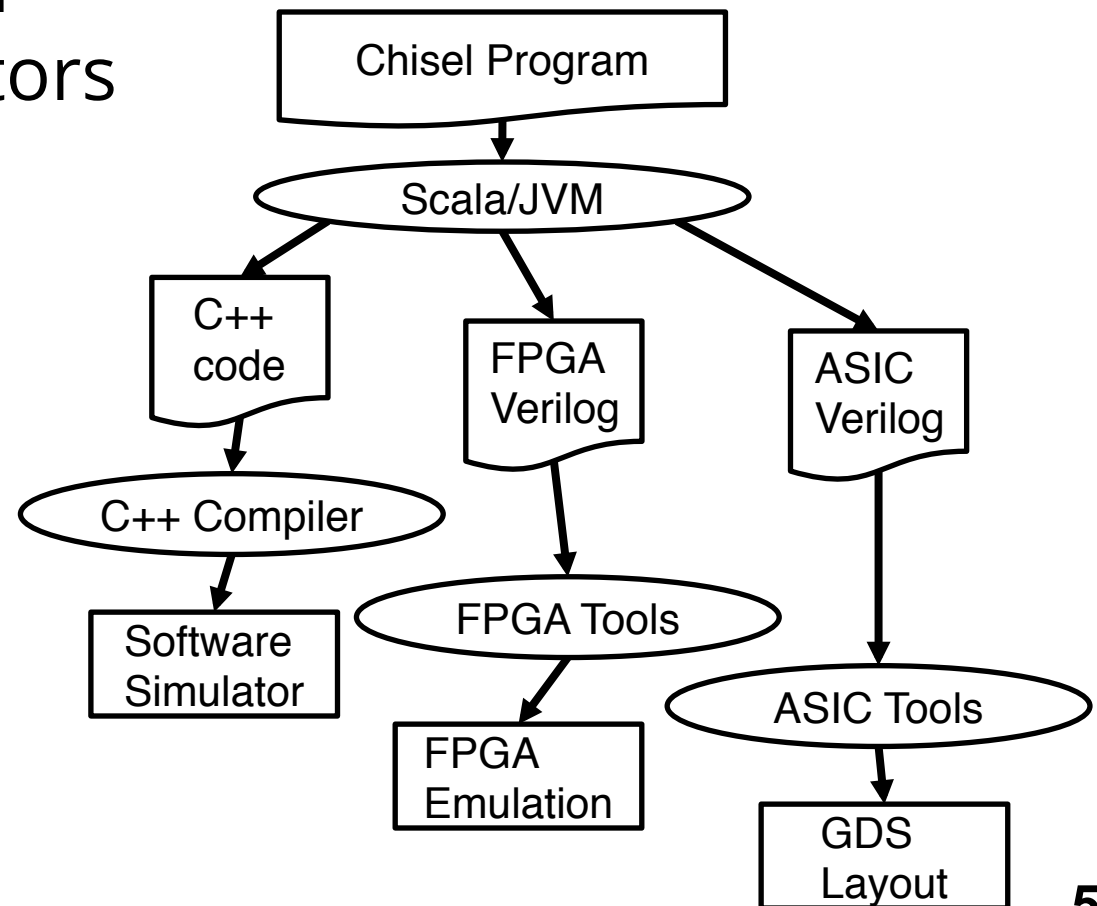 tors
Chisel Program
Scala/JVM
C++
code
FPGA
Verilog
ASIC
Verilog
C++ Compiler
FPGA Tools
Software
Simulator
ASIC Tools
FPGA
Emulation
GDS
Layout
5